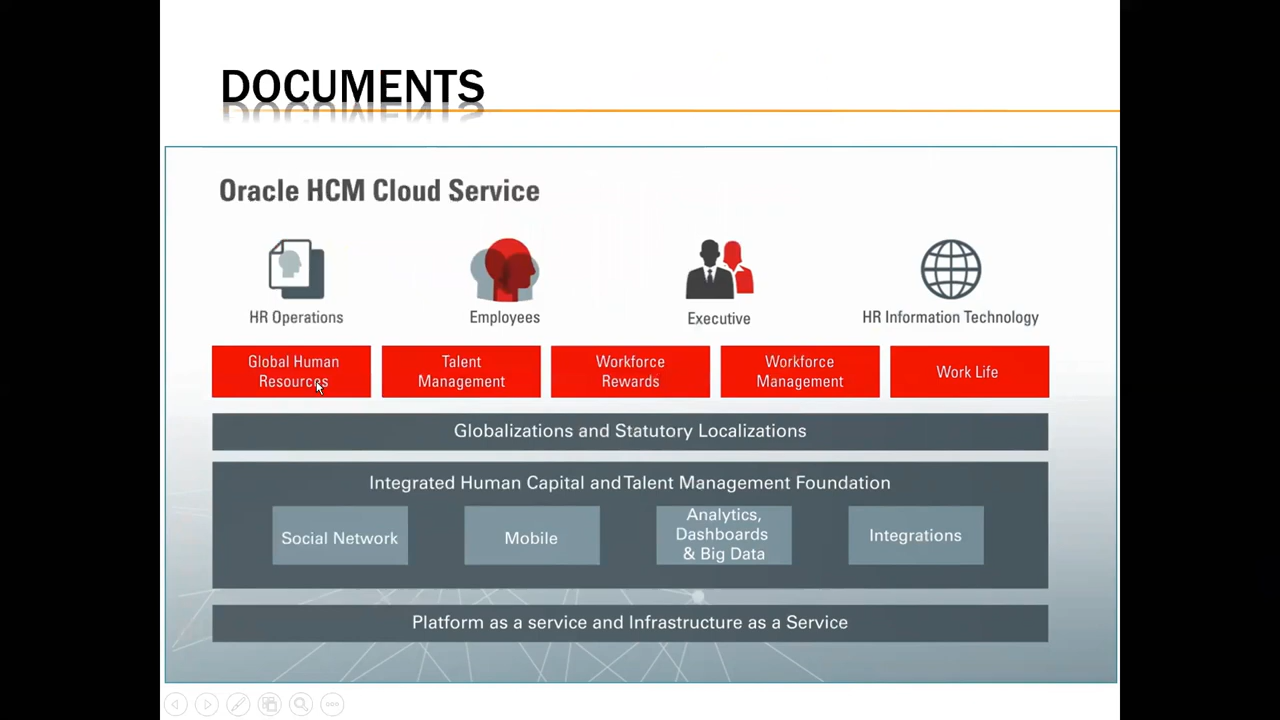 DOCUMENTS
Oracle HCM Cloud Service
HR Operations
Employees
Executive
HR Information Technology
Global Human
Resources
Talent
Management
Workforce
Rewards
Workforce
Management
Work Life
Globalizations and Statutory Localizations
Integrated Human Capital and Talent Management Foundation
Social Network
Mobile
Analytics,
Dashboards
& Big Data
Integrations
Platform as a service and Infrastructure as a Service